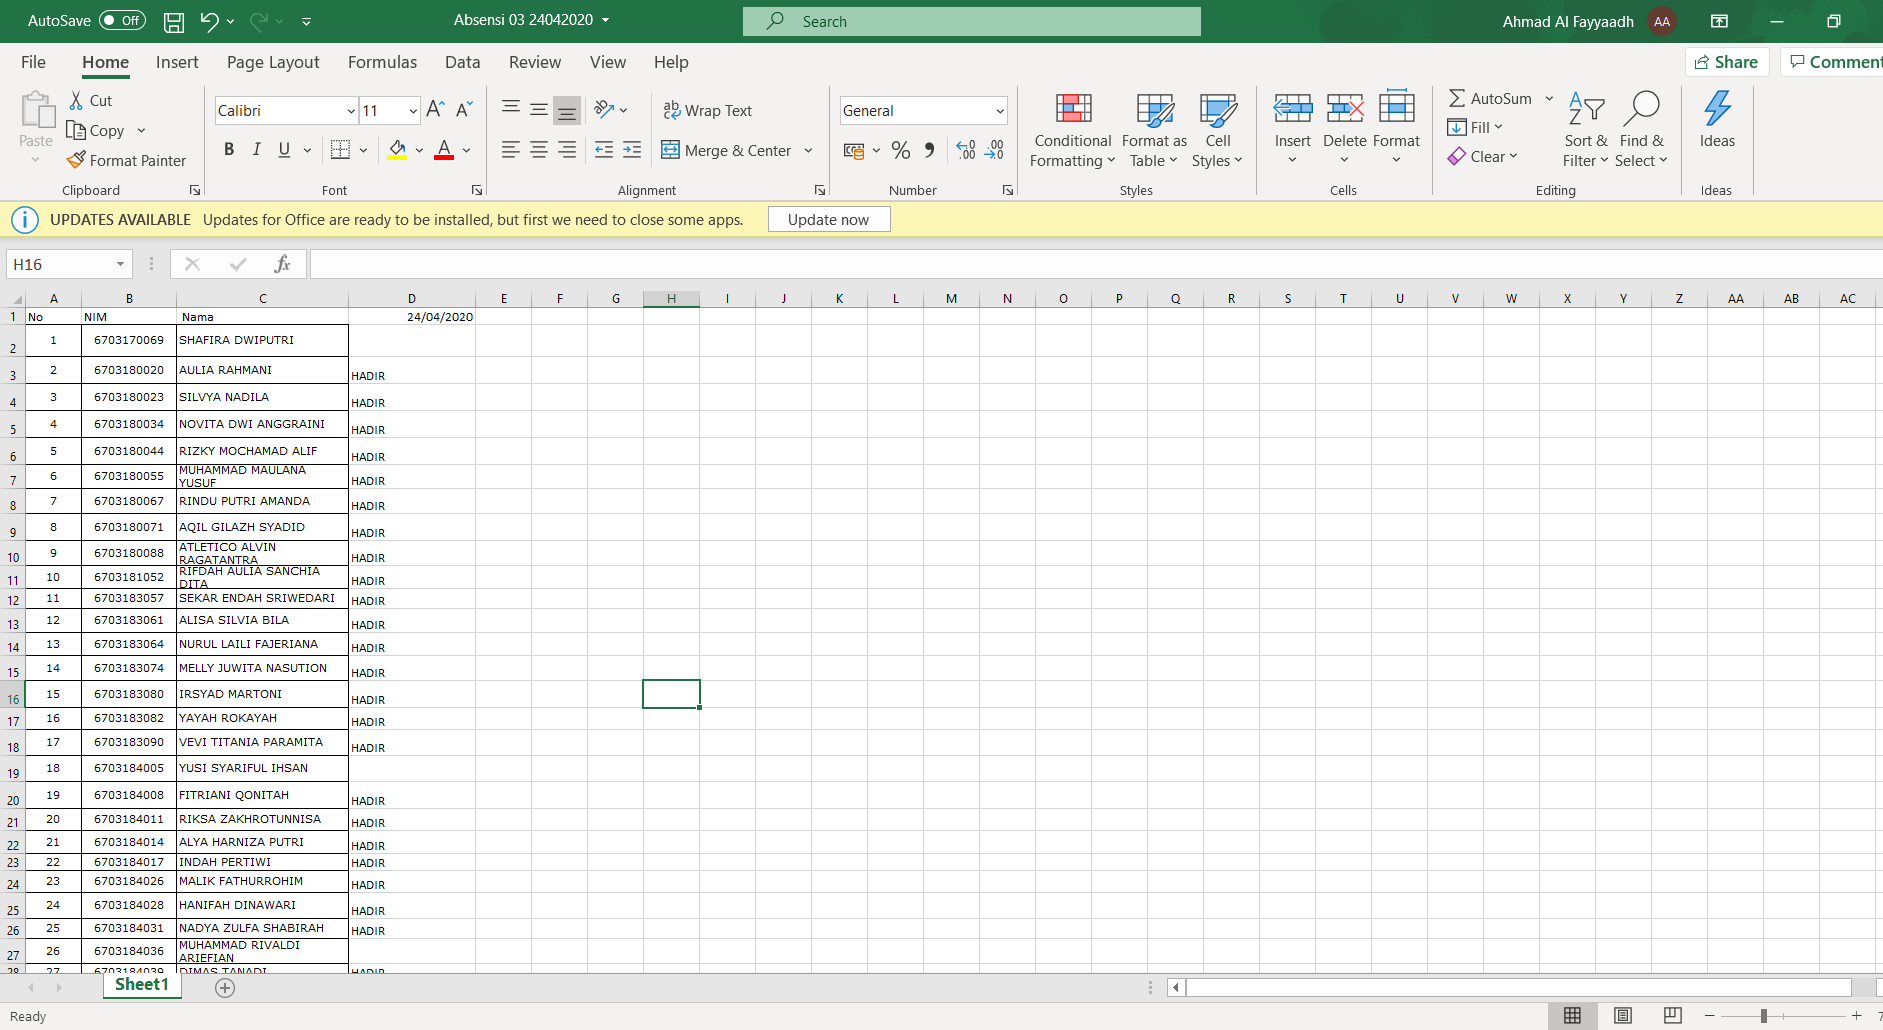 AutoSave Off Absensi 03 24042020 Search Ahmad Al Fayyaadh AA
File Home Insert Page Layout Formulas Data Review View Help Share Comment
Paste Cut Copy Format Painter
Clipboard
Calibri 11 A A
B I U A
Font
ab Wrap Text
Merge & Center
Alignment
General
% 9 .00 .00
Number
Conditional Formatting Format as Table Cell Styles
Styles
Insert Delete Format
Cells
AutoSum Fill Clear Sort & Filter Find & Select
Editing
Ideas
Ideas
UPDATES AVAILABLE Updates for Office are ready to be installed, but first we need to close some apps. Update now
H16 fx
A B C D E F G H I J K L M N O P Q R S T U V W X Y Z AA AB AC
1 No NIM Nama 24/04/2020
2 1 6703170069 SHAFIRA DWIPUTRI
3 2 6703180020 AULIA RAHMANI HADIR
4 3 6703180023 SILVYA NADILA HADIR
5 4 6703180034 NOVITA DWI ANGGRAINI HADIR
6 5 6703180044 RIZKY MOCHAMAD ALIF HADIR
7 6 6703180055 MUHAMMAD MAULANA YUSUF HADIR
8 7 6703180067 RINDU PUTRI AMANDA HADIR
9 8 6703180071 AQIL GILAZH SYADID HADIR
10 9 6703180088 ATLETICO ALVIN RAGATANTRA HADIR
11 10 6703181052 RIFDAH AULIA SANCHIA DITA HADIR
12 11 6703183057 SEKAR ENDAH SRIWEDARI HADIR
13 12 6703183061 ALISA SILVIA BILA HADIR
14 13 6703183064 NURUL LAILI FAJERIANA HADIR
15 14 6703183074 MELLY JUWITA NASUTION HADIR
16 15 6703183080 IRSYAD MARTONI HADIR
17 16 6703183082 YAYAH ROKAYAH HADIR
18 17 6703183090 VEVI TITANIA PARAMITA HADIR
19 18 6703184005 YUSI SYARIFUL IHSAN
20 19 6703184008 FITRIANI QONITAH HADIR
21 20 6703184011 RIKSA ZAKHROTUNNISA HADIR
22 21 6703184014 ALYA HARNIZA PUTRI HADIR
23 22 6703184017 INDAH PERTIWI HADIR
24 23 6703184026 MALIK FATHURROHIM HADIR
25 24 6703184028 HANIFAH DINAWARI HADIR
26 25 6703184031 NADYA ZULFA SHABIRAH HADIR
27 26 6703184036 MUHAMMAD RIVALDI ARIEFIAN
28 27 6703184039 DIMAS TANADI HADIR
Sheet1
Ready 7